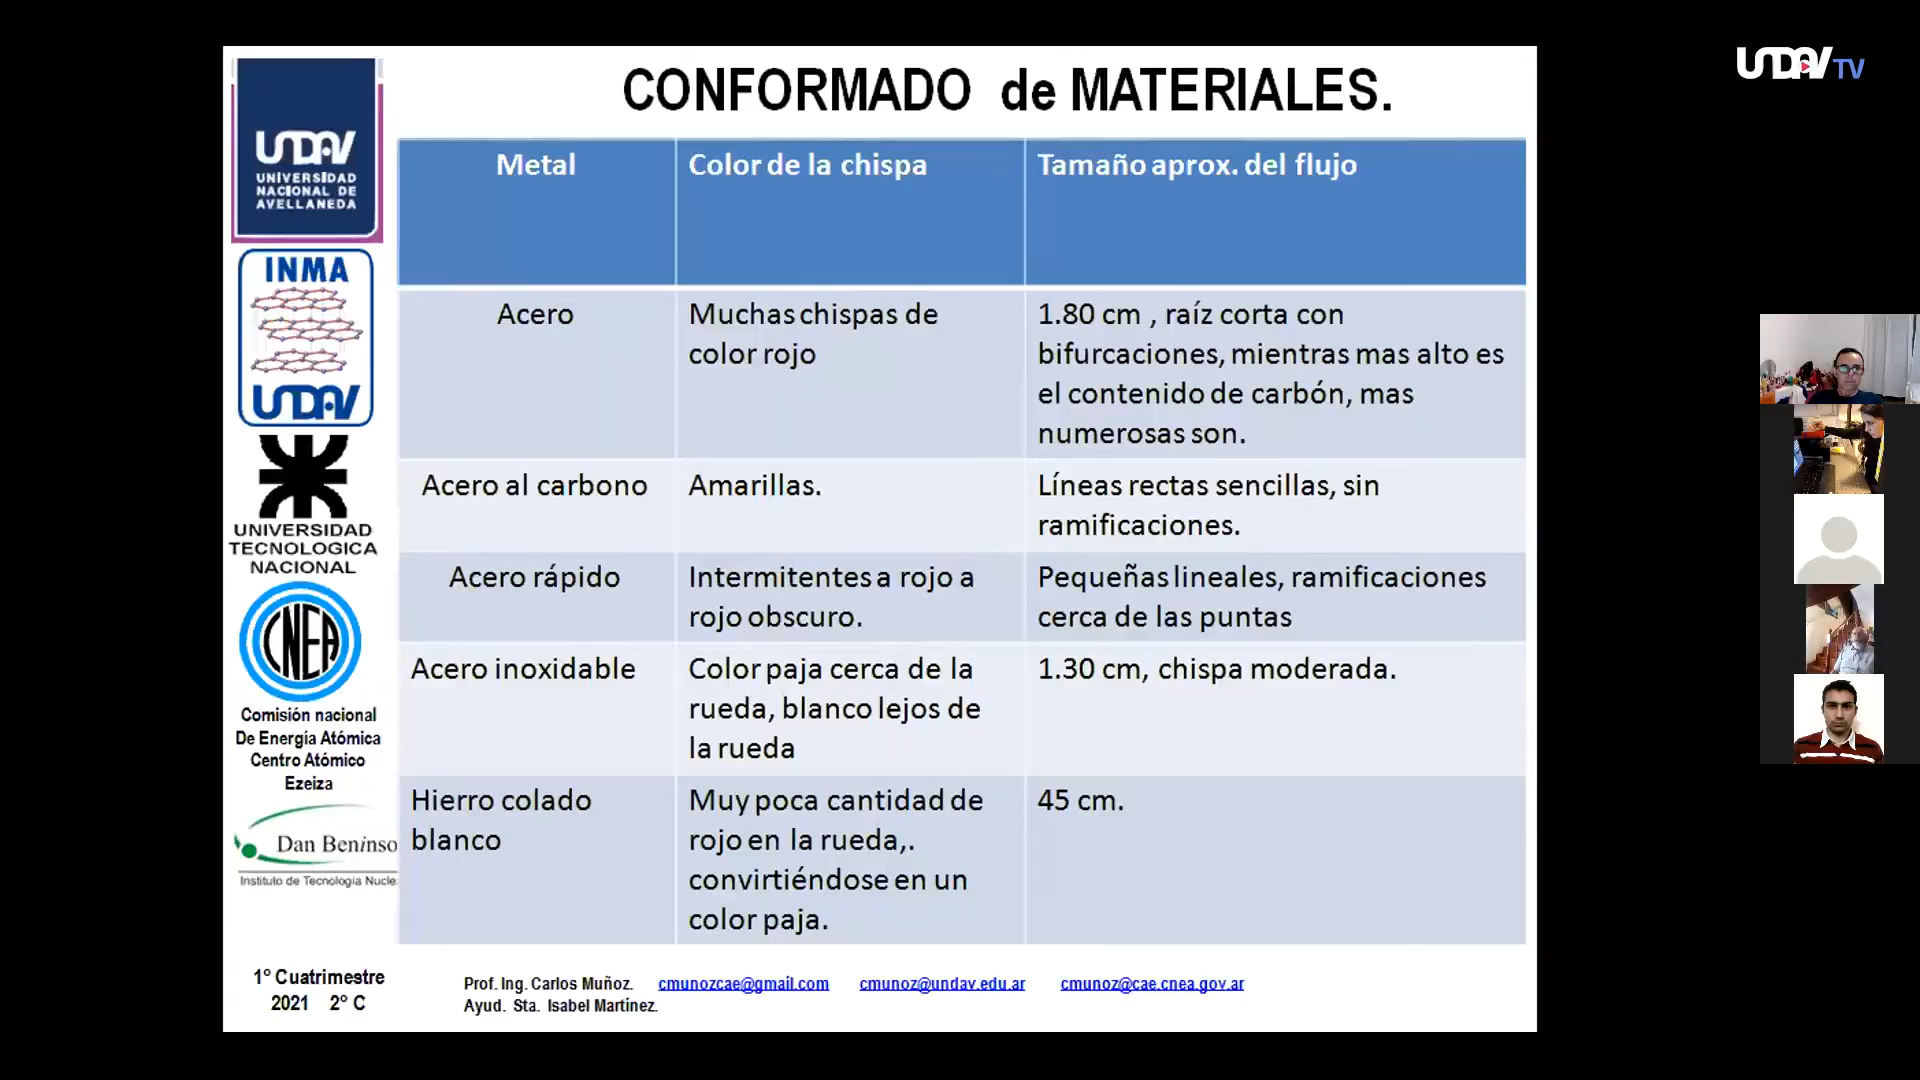 UNDAV TV
CONFORMADO de MATERIALES.
UNDAV
UNIVERSIDAD
NACIONAL DE
AVELLANEDA
INMA
UNDAV
UNIVERSIDAD
TECNOLOGICA
NACIONAL
CNEA
Comisión nacional
De Energía Atómica
Centro Atómico
Ezeiza
Dan Beninso
Instituto de Tecnología Nucle
Metal
Color de la chispa
Tamaño aprox. del flujo
Acero
Muchas chispas de
color rojo
1.80 cm , raíz corta con
bifurcaciones, mientras mas alto es
el contenido de carbón, mas
numerosas son.
Acero al carbono
Amarillas.
Líneas rectas sencillas, sin
ramificaciones.
Acero rápido
Intermitentes a rojo a
rojo obscuro.
Pequeñas lineales, ramificaciones
cerca de las puntas
Acero inoxidable
Color paja cerca de la
rueda, blanco lejos de
la rueda
1.30 cm, chispa moderada.
Hierro colado
blanco
Muy poca cantidad de
rojo en la rueda,.
convirtiéndose en un
color paja.
45 cm.
1º Cuatrimestre
2021 2º C
Prof. Ing. Carlos Muñoz. cmunozcae@gmail.com cmunoz@undav.edu.ar cmunoz@cae.cnea.gov.ar
Ayud. Sta. Isabel Martínez.